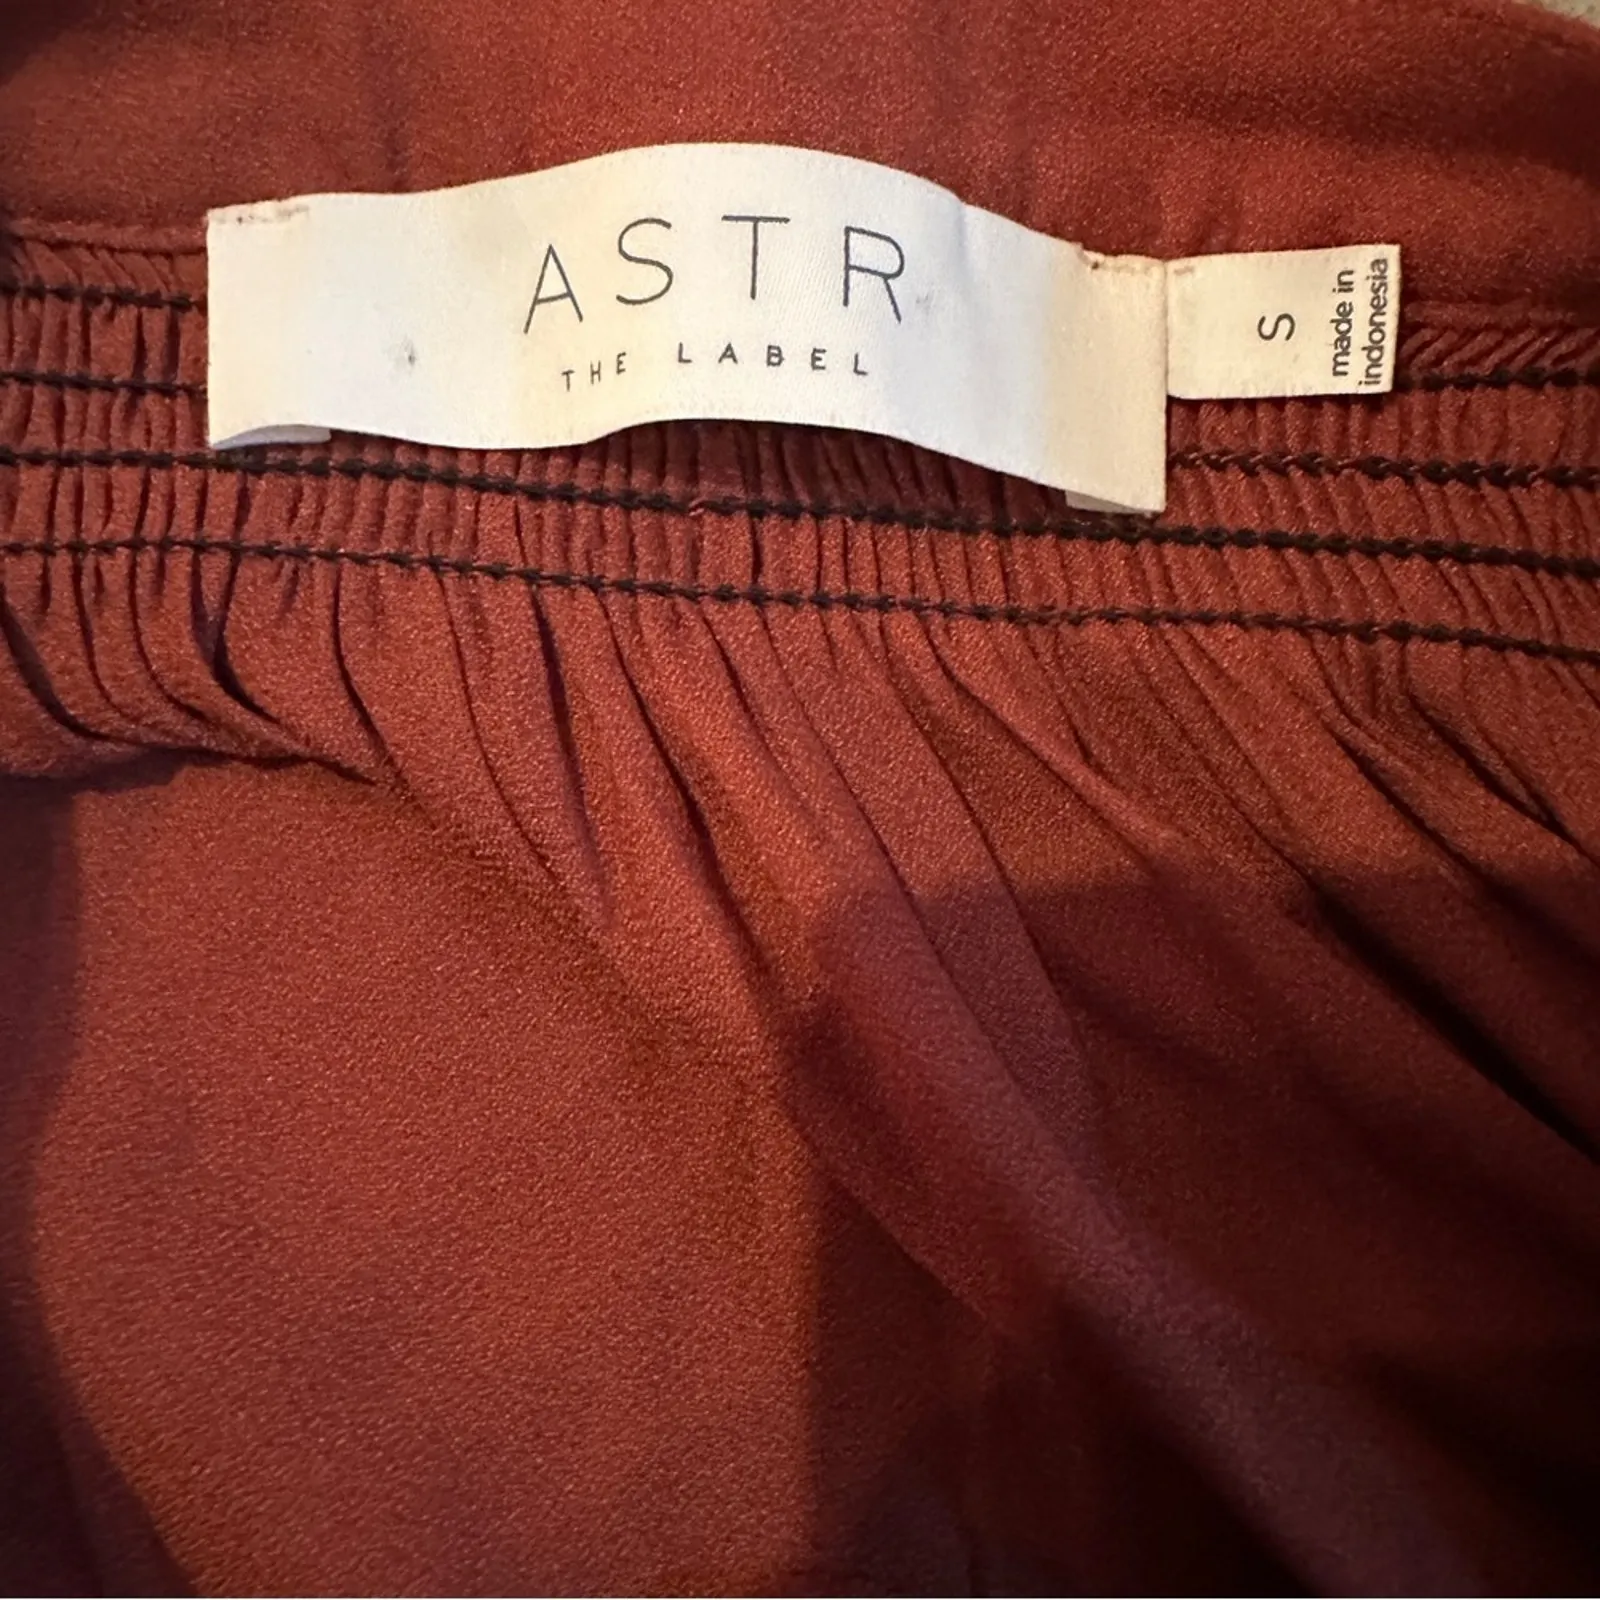 ASTR
THE LABEL
S
made in
indonesia